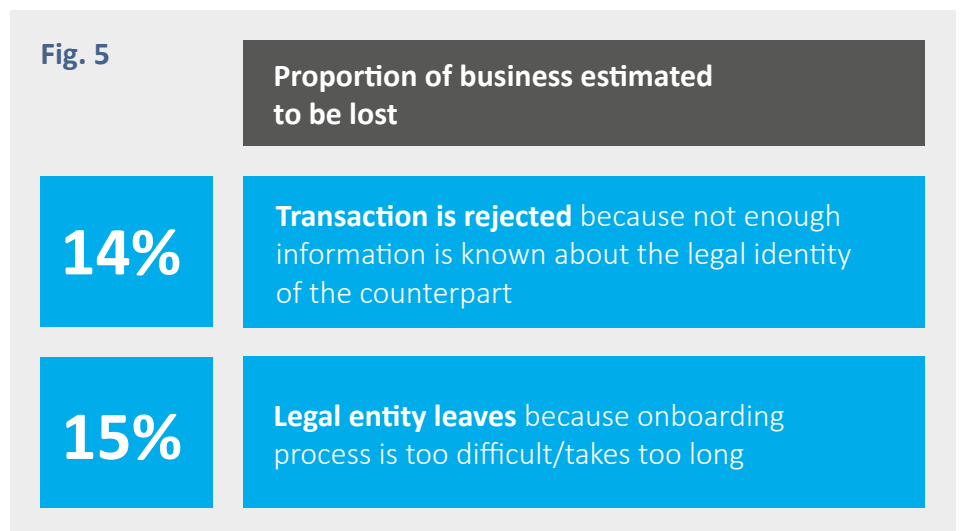 Fig. 5
Proportion of business estimated
to be lost
14%
Transaction is rejected because not enough
information is known about the legal identity
of the counterpart
15%
Legal entity leaves because onboarding
process is too difficult/takes too long